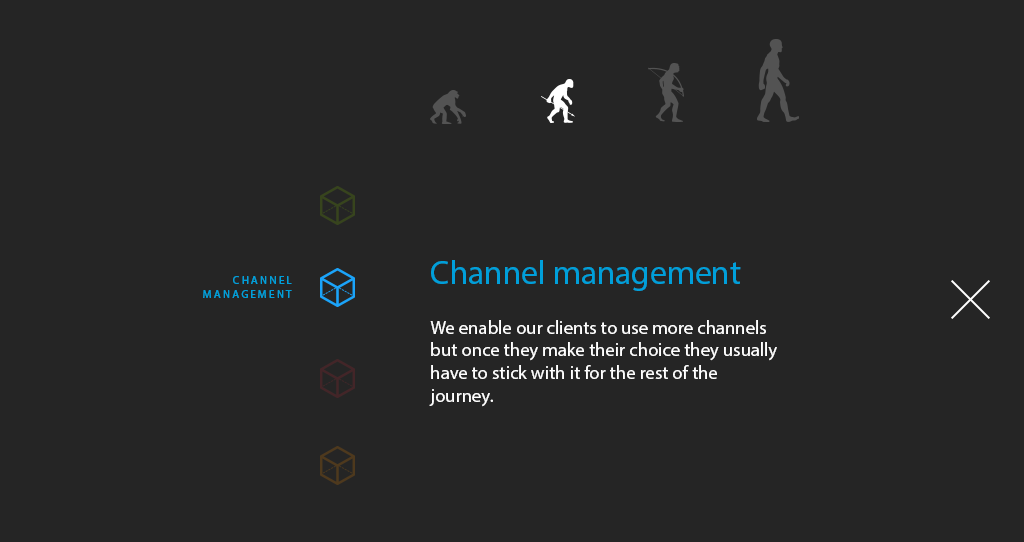 CHANNEL
MANAGEMENT
Channel management
We enable our clients to use more channels
but once they make their choice they usually
have to stick with it for the rest of the
journey.